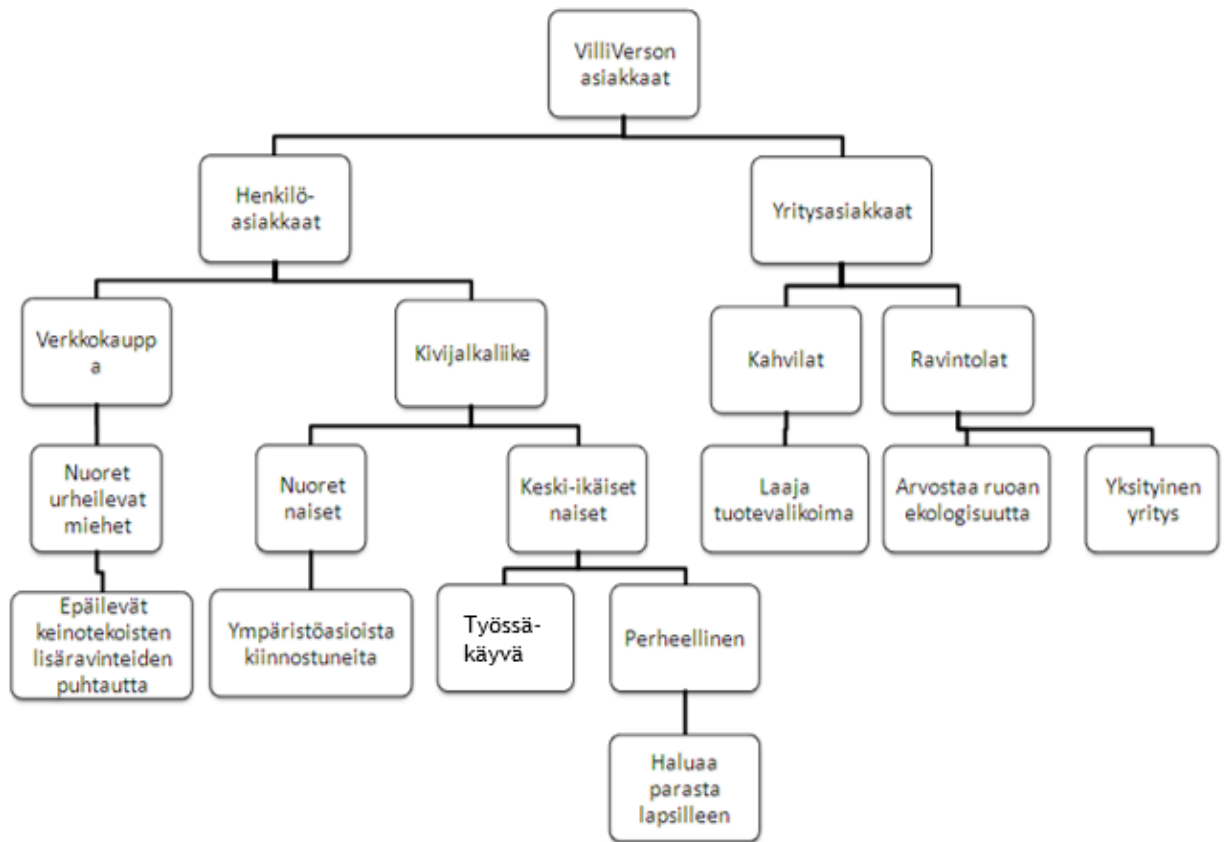 VilliVerson
asiakkaat
Henkilö-
asiakkaat
Yritysasiakkaat
Verkkokaupp
a
Kivijalkaliike
Kahvilat
Ravintolat
Nuoret
urheilevat
miehet
Nuoret
naiset
Keski-ikäiset
naiset
Laaja
tuotevalikoima
Arvostaa ruoan
ekologisuutta
Yksityinen
yritys
Epäilevät
keinotekoisten
lisäravinteiden
puhtautta
Ympäristöasioista
kiinnostuneita
Työssä-
käyvä
Perheellinen
Haluaa
parasta
lapsilleen